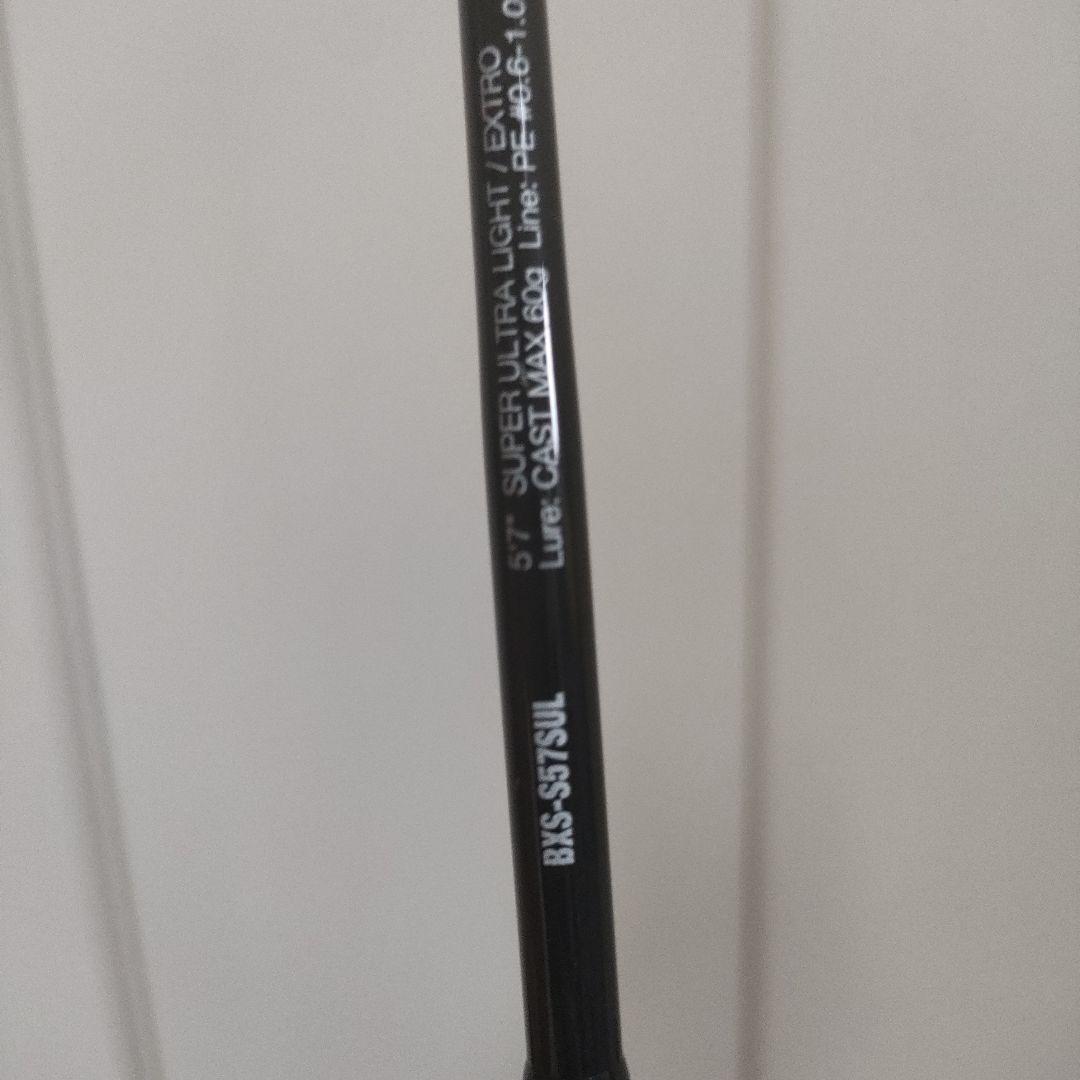 5'7" SUPER ULTRA LIGHT / EXTRO
Lure: CAST MAX 60g Line: PE #0.6-1.0
BXS-S57SUL